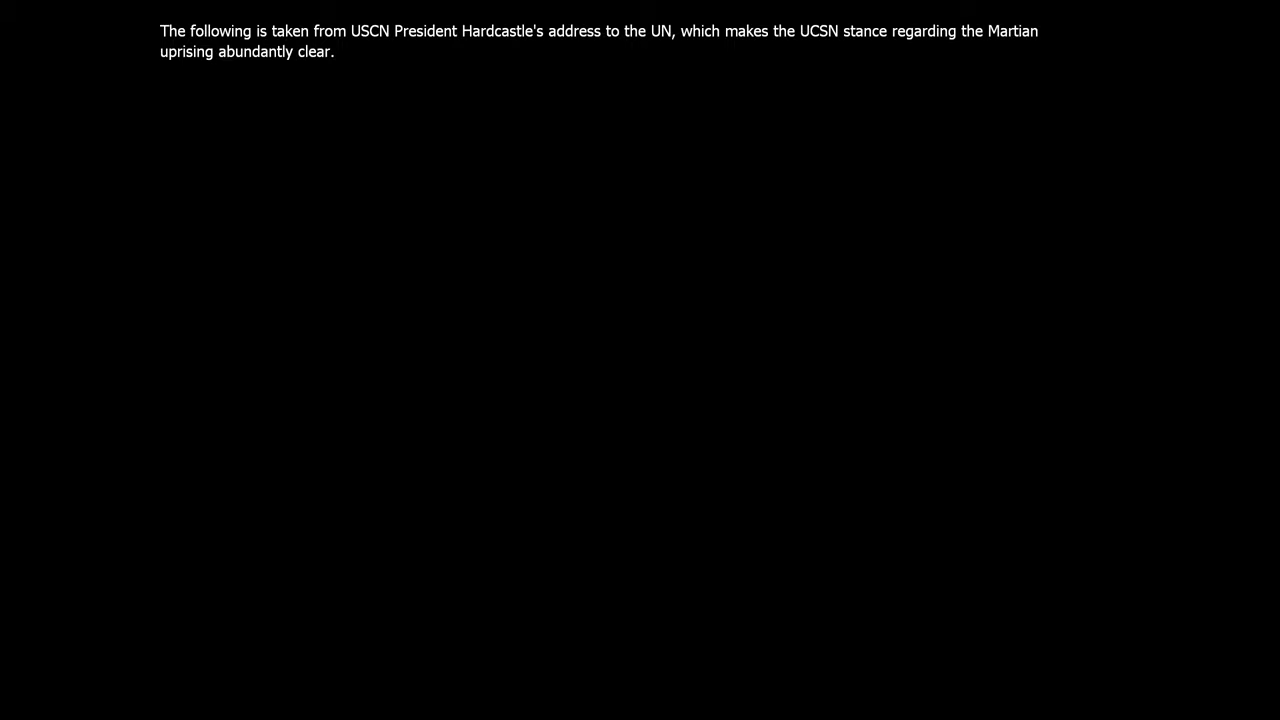 The following is taken from USCN President Hardcastle's address to the UN, which makes the UCSN stance regarding the Martian
uprising abundantly clear.